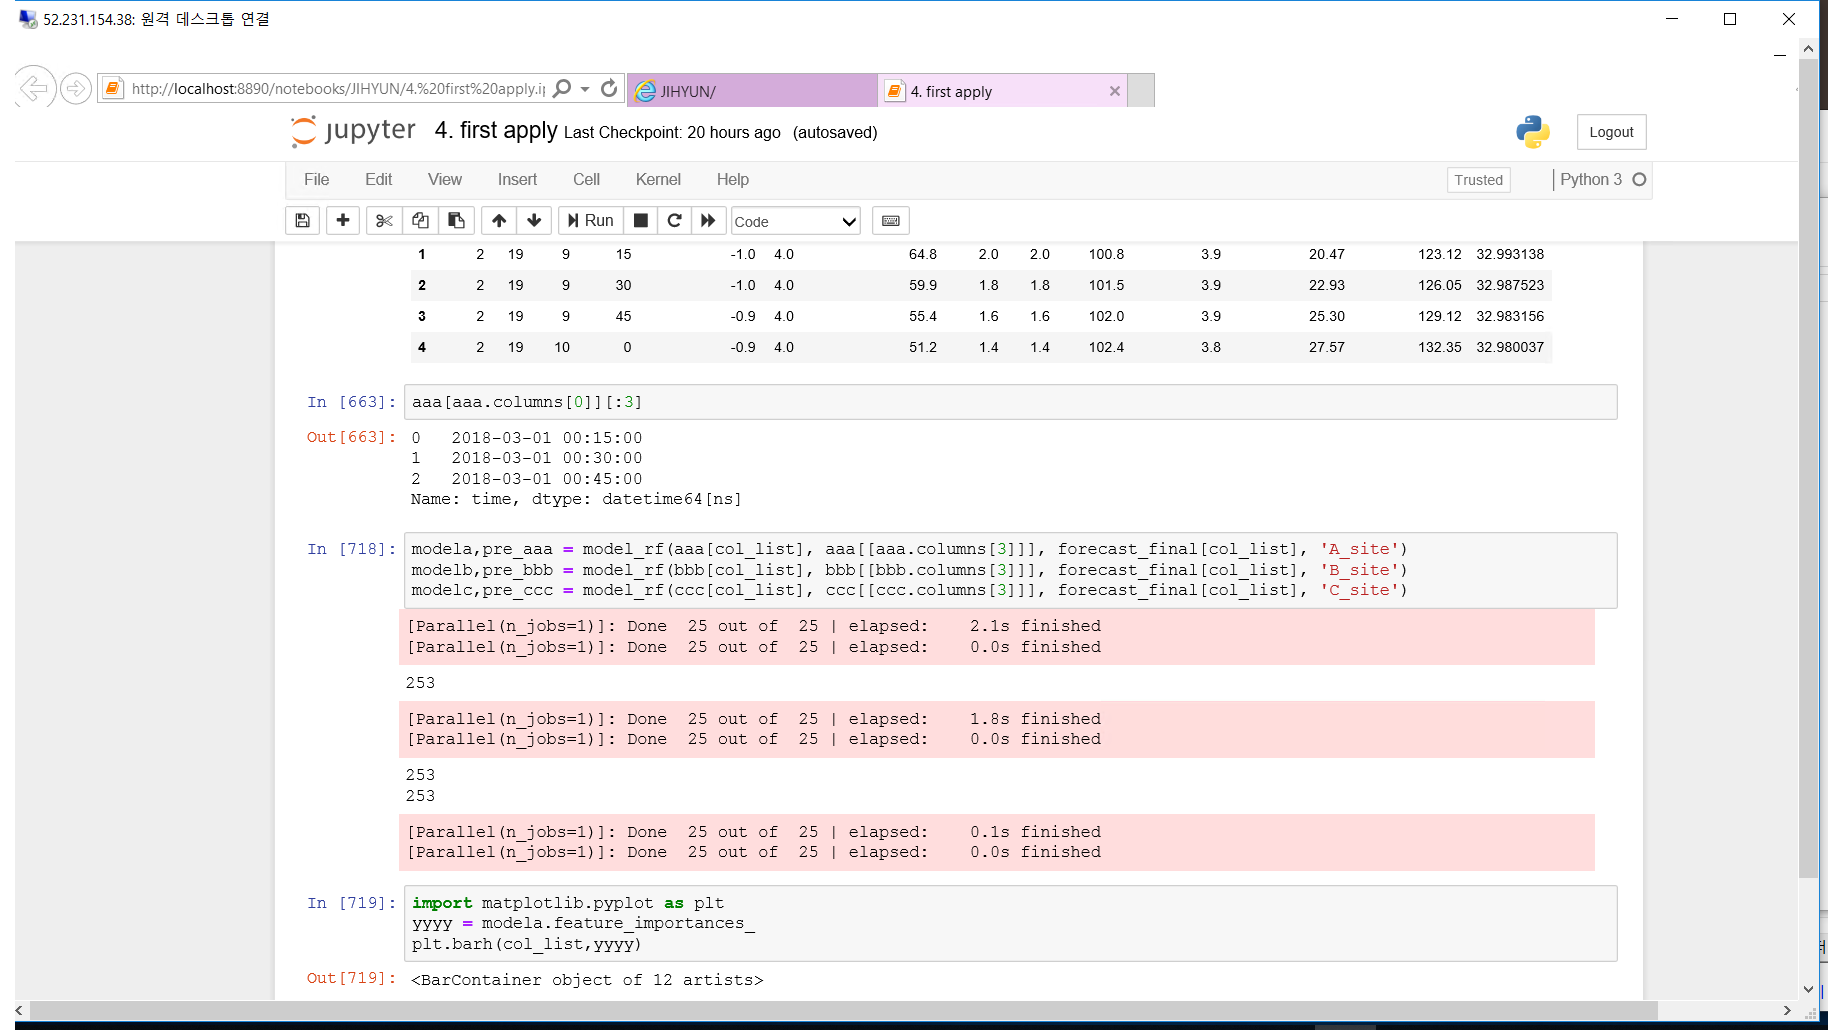 52.231.154.38: 원격 데스크톱 연결
http://localhost:8890/notebooks/JIHYUN/4.%20first%20apply.ip
JIHYUN/
4. first apply
jupyter 4. first apply Last Checkpoint: 20 hours ago (autosaved)
Logout
File Edit View Insert Cell Kernel Help
Trusted
Python 3
Run
Code
1 2 19 9 15 -1.0 4.0 64.8 2.0 2.0 100.8 3.9 20.47 123.12 32.993138
2 2 19 9 30 -1.0 4.0 59.9 1.8 1.8 101.5 3.9 22.93 126.05 32.987523
3 2 19 9 45 -0.9 4.0 55.4 1.6 1.6 102.0 3.9 25.30 129.12 32.983156
4 2 19 10 0 -0.9 4.0 51.2 1.4 1.4 102.4 3.8 27.57 132.35 32.980037
In [663]: aaa[aaa.columns[0]][:3]
Out[663]: 0 2018-03-01 00:15:00
1 2018-03-01 00:30:00
2 2018-03-01 00:45:00
Name: time, dtype: datetime64[ns]
In [718]: modela,pre_aaa = model_rf(aaa[col_list], aaa[[aaa.columns[3]]], forecast_final[col_list], 'A_site')
modelb,pre_bbb = model_rf(bbb[col_list], bbb[[bbb.columns[3]]], forecast_final[col_list], 'B_site')
modelc,pre_ccc = model_rf(ccc[col_list], ccc[[ccc.columns[3]]], forecast_final[col_list], 'C_site')
[Parallel(n_jobs=1)]: Done 25 out of 25 | elapsed: 2.1s finished
[Parallel(n_jobs=1)]: Done 25 out of 25 | elapsed: 0.0s finished
253
[Parallel(n_jobs=1)]: Done 25 out of 25 | elapsed: 1.8s finished
[Parallel(n_jobs=1)]: Done 25 out of 25 | elapsed: 0.0s finished
253
253
[Parallel(n_jobs=1)]: Done 25 out of 25 | elapsed: 0.1s finished
[Parallel(n_jobs=1)]: Done 25 out of 25 | elapsed: 0.0s finished
In [719]: import matplotlib.pyplot as plt
yyyy = modela.feature_importances_
plt.barh(col_list,yyyy)
Out[719]: <BarContainer object of 12 artists>